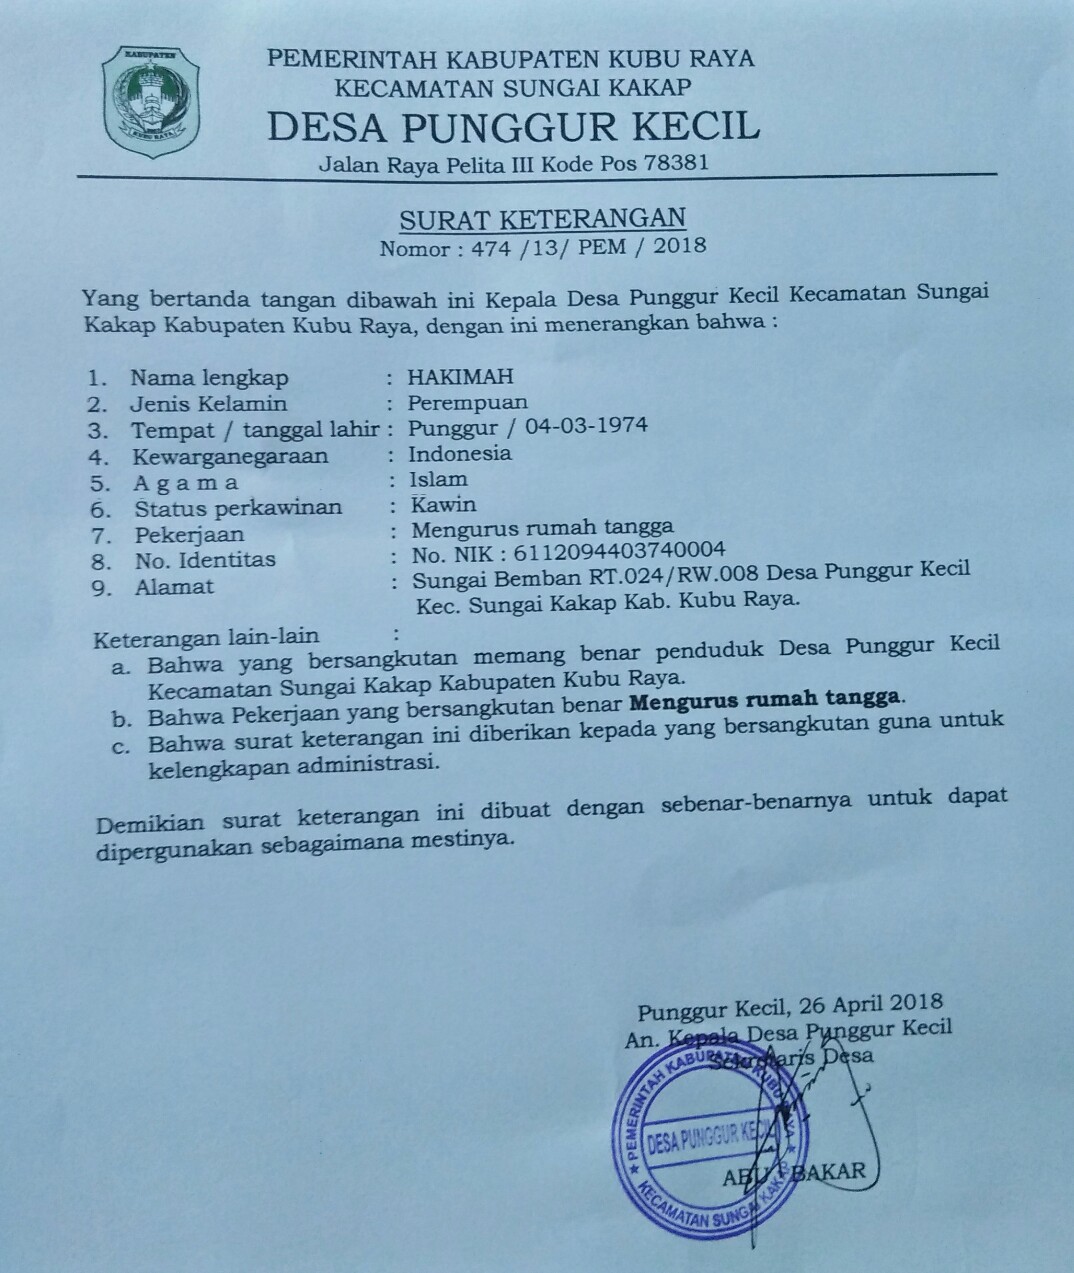 KABUPATEN
KUBU RAYA
PEMERINTAH KABUPATEN KUBU RAYA
KECAMATAN SUNGAI KAKAP
DESA PUNGGUR KECIL
Jalan Raya Pelita III Kode Pos 78381
SURAT KETERANGAN
Nomor : 474 /13/ PEM / 2018
Yang bertanda tangan dibawah ini Kepala Desa Punggur Kecil Kecamatan Sungai
Kakap Kabupaten Kubu Raya, dengan ini menerangkan bahwa :
1. Nama lengkap : HAKIMAH
2. Jenis Kelamin : Perempuan
3. Tempat / tanggal lahir : Punggur / 04-03-1974
4. Kewarganegaraan : Indonesia
5. A g a m a : Islam
6. Status perkawinan : Kawin
7. Pekerjaan : Mengurus rumah tangga
8. No. Identitas : No. NIK : 6112094403740004
9. Alamat : Sungai Bemban RT.024/RW.008 Desa Punggur Kecil
Kec. Sungai Kakap Kab. Kubu Raya.
Keterangan lain-lain :
a. Bahwa yang bersangkutan memang benar penduduk Desa Punggur Kecil
Kecamatan Sungai Kakap Kabupaten Kubu Raya.
b. Bahwa Pekerjaan yang bersangkutan benar Mengurus rumah tangga.
c. Bahwa surat keterangan ini diberikan kepada yang bersangkutan guna untuk
kelengkapan administrasi.
Demikian surat keterangan ini dibuat dengan sebenar-benarnya untuk dapat
dipergunakan sebagaimana mestinya.
Punggur Kecil, 26 April 2018
An. Kepala Desa Punggur Kecil
Sekretaris Desa
PEMERINTAH KABUPATEN KUBU RAYA
DESA PUNGGUR KECIL
KECAMATAN SUNGAI KAKAP
ABU BAKAR